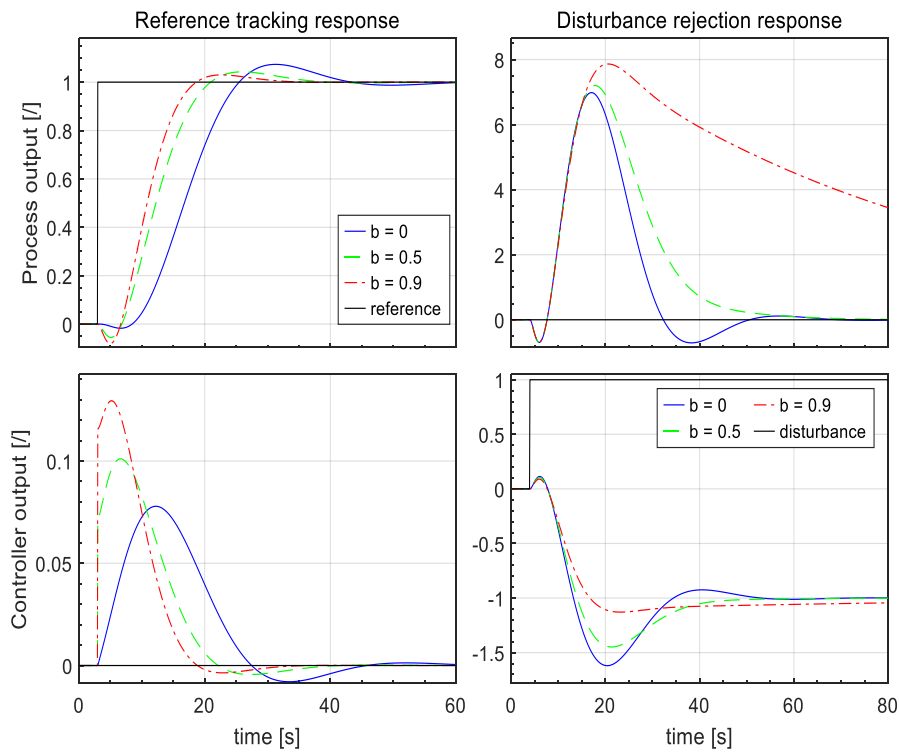 Reference tracking response
Process output [/]
1
0.8
0.6
0.4
0.2
0
b = 0
b = 0.5
b = 0.9
reference
Disturbance rejection response
8
6
4
2
0
Controller output [/]
0.1
0.05
0
0
20
40
60
time [s]
1
0.5
0
-0.5
-1
-1.5
b = 0
b = 0.9
b = 0.5
disturbance
0
20
40
60
80
time [s]